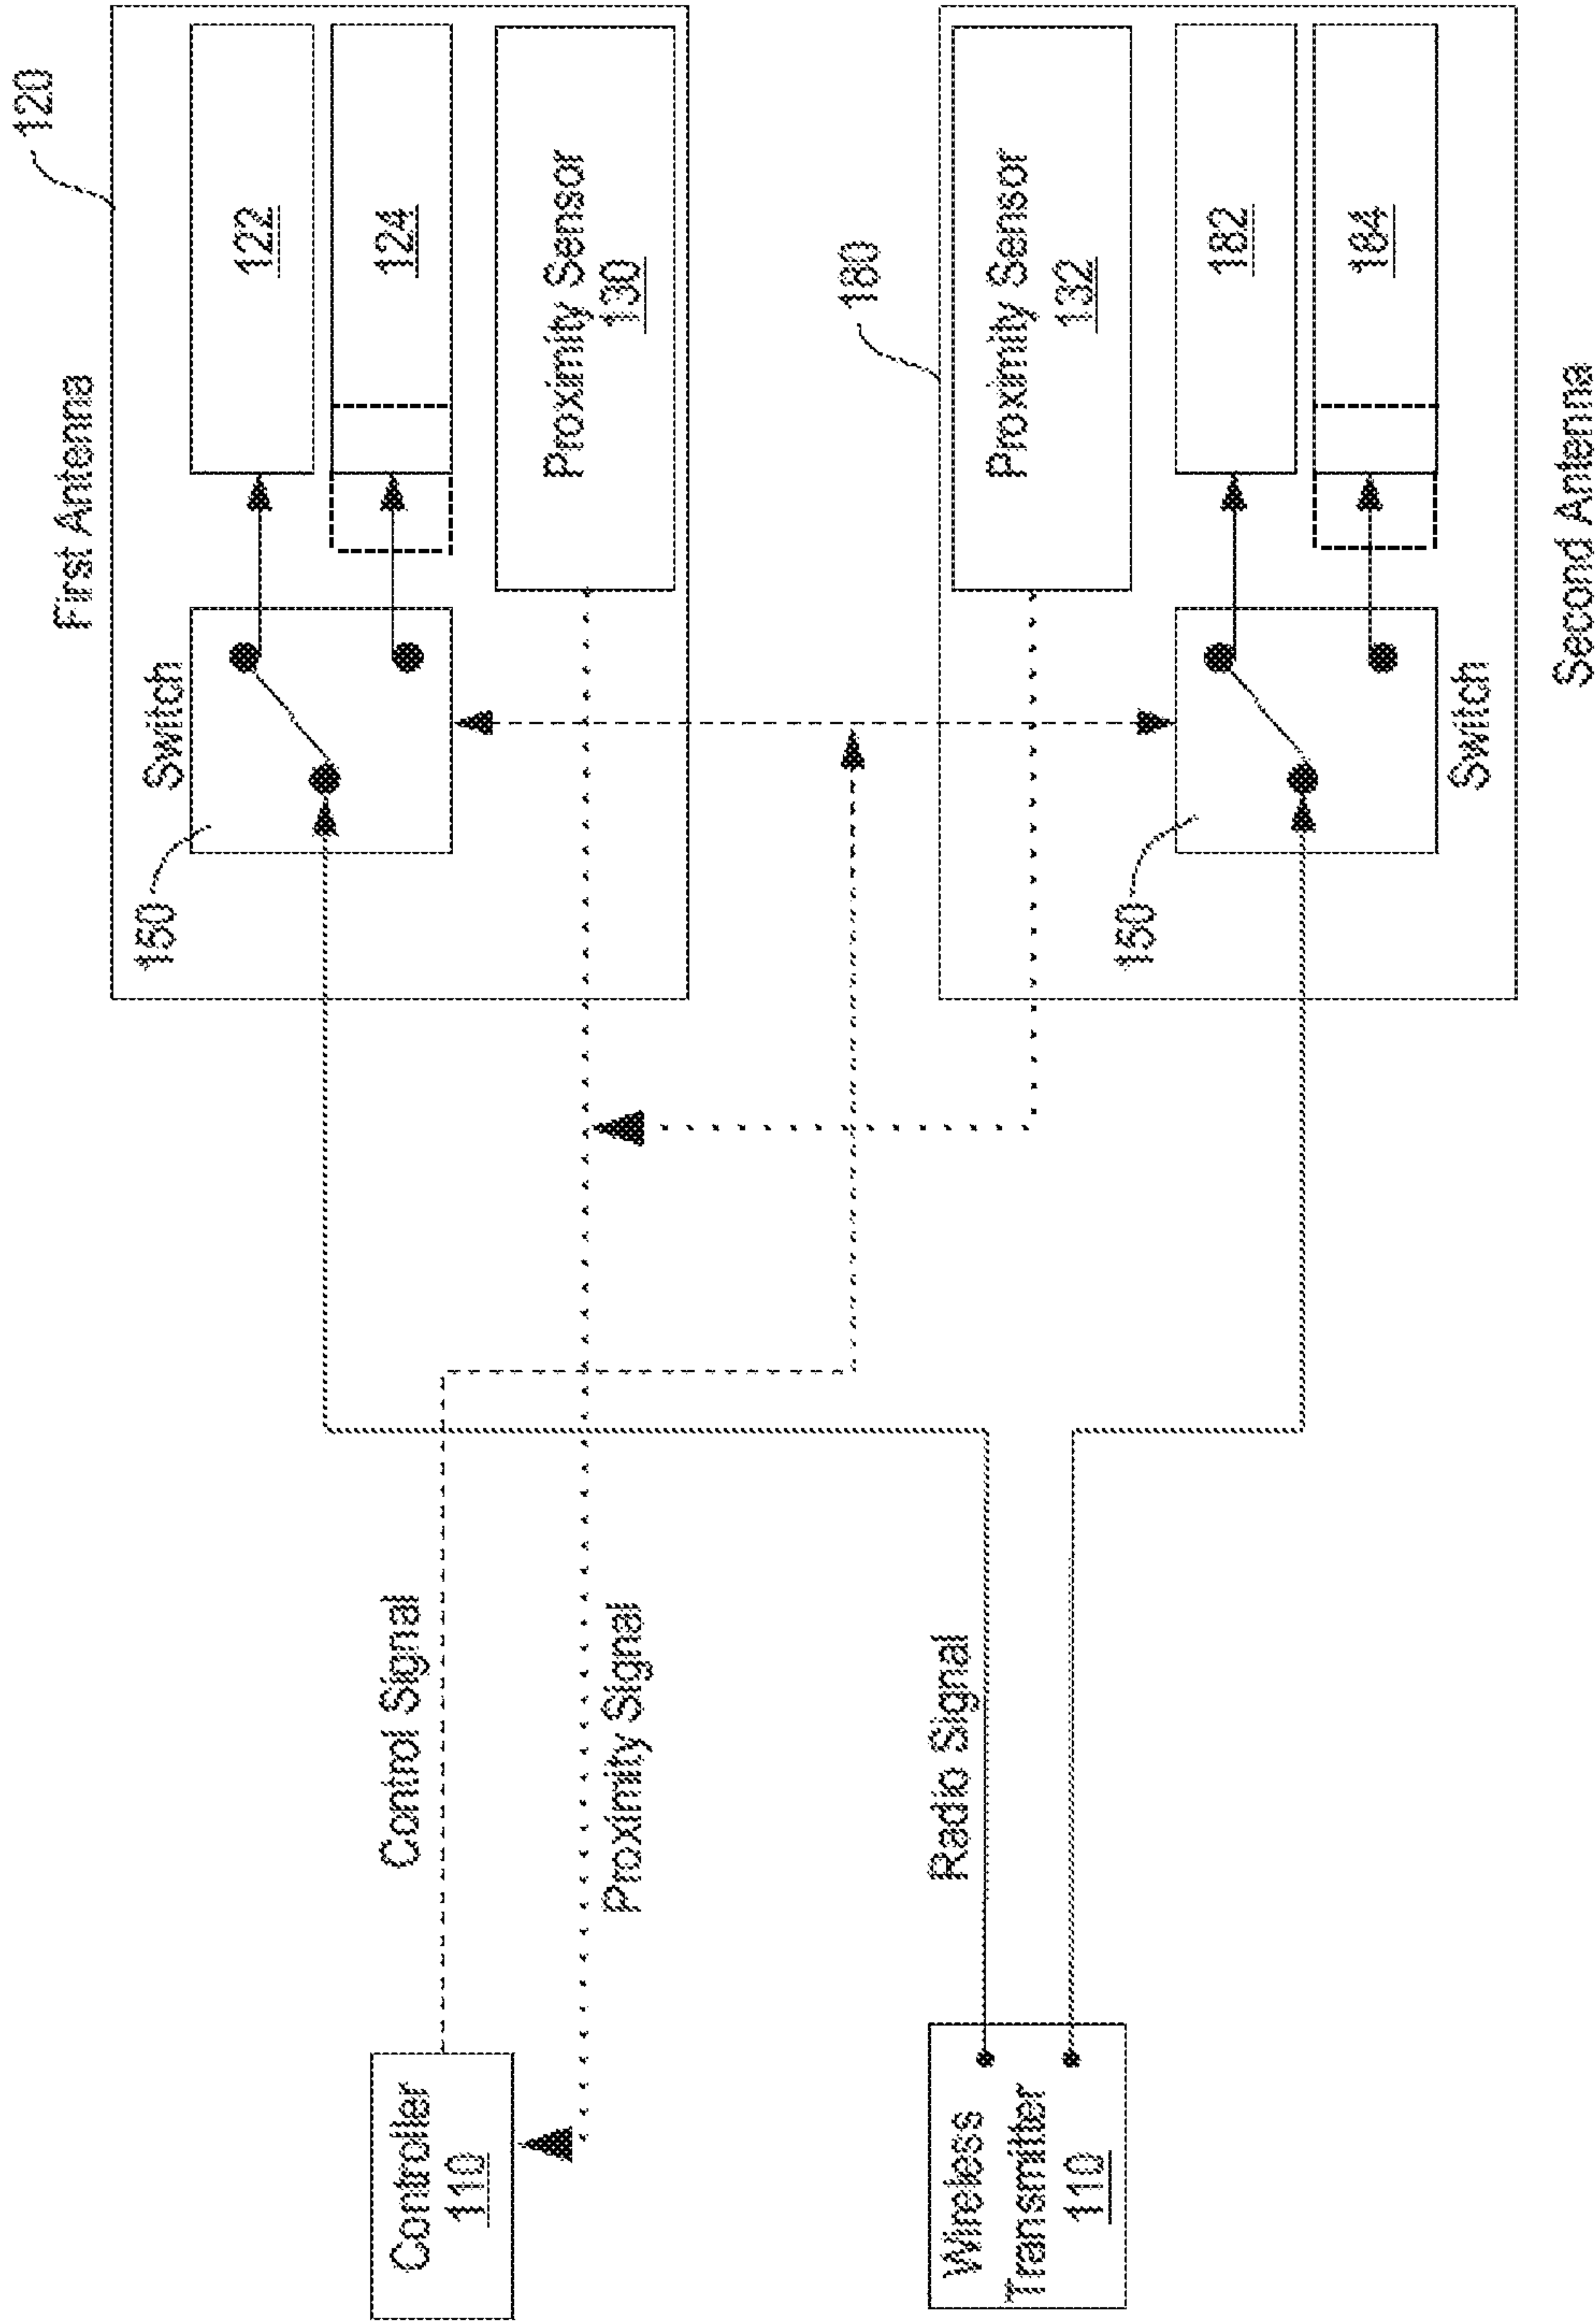 First Antenna
120
Switch
150
122
124
Proximity Sensor
130
Control Signal
Controller
110
Proximity Signal
180
Proximity Sensor
132
Radio Signal
Wireless
Transmitter
110
182
184
150
Switch
Second Antenna